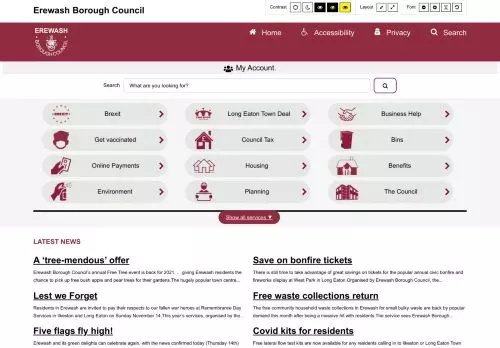 Erewash Borough Council
Contrast
Layout
Font
EREWASH
BOROUGH COUNCIL
Home
Accessibility
Privacy
Search
My Account.
Search
What are you looking for?
Brexit
Long Eaton Town Deal
Business Help
Get vaccinated
Council Tax
Bins
Online Payments
Housing
Benefits
Environment
Planning
The Council
Show all services ▼
LATEST NEWS
A ‘tree-mendous’ offer
Erewash Borough Council's annual Free Tree event is back for 2021 . . giving Erewash residents the
chance to pick up free bush apps and pear trees for their gardens.The hugely popular town centre...
Save on bonfire tickets
There is still time to take advantage of great savings on tickets for the popular annual civic bonfire and
fireworks display at West Park in Long Eaton.Organised by Erewash Borough Council, the...
Lest we Forget
Residents in Erewash are invited to pay their respects to our fallen war heroes at Remembrance Day
Services in Ilkeston and Long Eaton on Sunday November 14.This year's services, organised by the...
Free waste collections return
The free community household waste collections in Erewash for small bulky waste are back by popular
demand this month after being a massive hit with residents.The service sees Erewash Borough...
Five flags fly high!
Erewash and its green delights can celebrate again, with the news confirmed today (Thursday 14th)
Covid kits for residents
Free lateral flow test kits are now available for any residents calling in to Ilkeston or Long Eaton Town